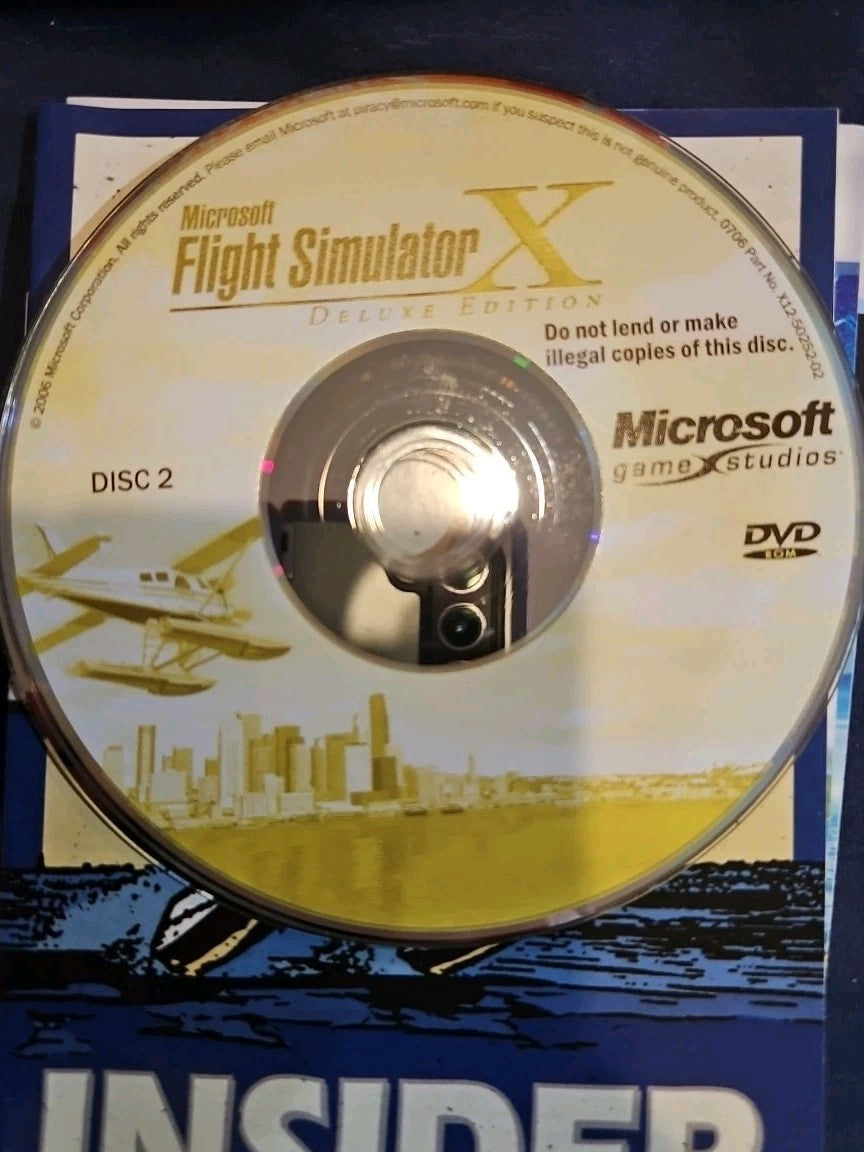 © 2006 Microsoft Corporation. All rights reserved. Please email Microsoft at piracy@microsoft.com if you suspect this is not genuine product. 0706 Part No. X12-50252-02
Microsoft
Flight Simulator X
DELUXE EDITION
Do not lend or make
illegal copies of this disc.
Microsoft
game studios
DISC 2
DVD
ROM
INSIDER